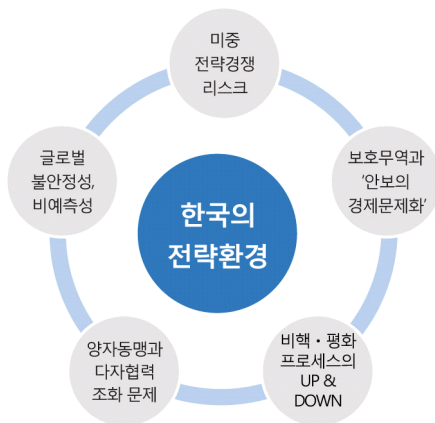 미중
전략경쟁
리스크
글로벌
불안정성,
비예측성
보호무역과
‘안보의
경제문제화’
한국의
전략환경
양자동맹과
다자협력
조화 문제
비핵・평화
프로세스의
UP &
DOWN